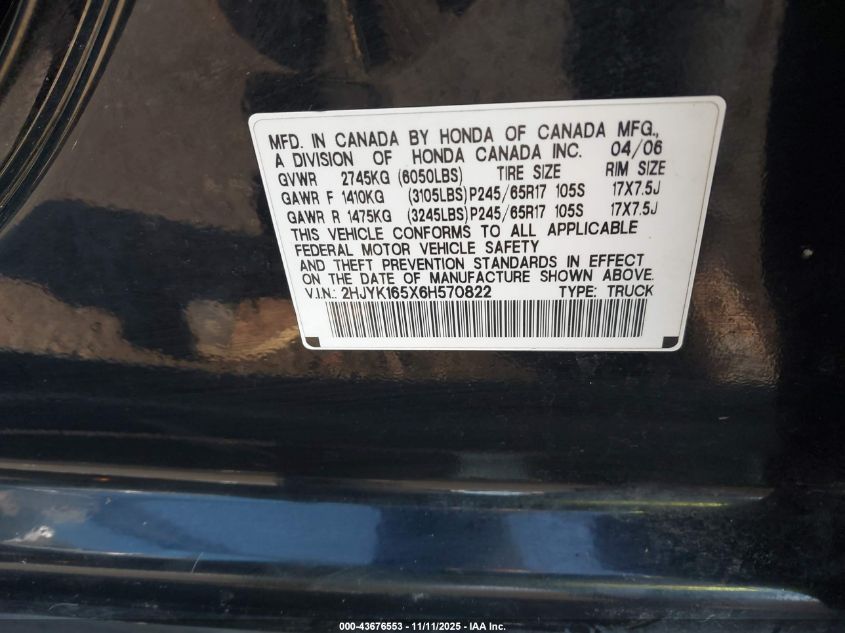 MFD. IN CANADA BY HONDA OF CANADA MFG.,
A DIVISION OF HONDA CANADA INC. 04/06
GVWR 2745KG (6050LBS) TIRE SIZE RIM SIZE
GAWR F 1410KG (3105LBS) P245/65R17 105S 17X7.5J
GAWR R 1475KG (3245LBS) P245/65R17 105S 17X7.5J
THIS VEHICLE CONFORMS TO ALL APPLICABLE
FEDERAL MOTOR VEHICLE SAFETY
AND THEFT PREVENTION STANDARDS IN EFFECT
ON THE DATE OF MANUFACTURE SHOWN ABOVE.
V.I.N.: 2HJYK165X6H570822 TYPE: TRUCK
000-43676553 - 11/11/2025 - IAA Inc.